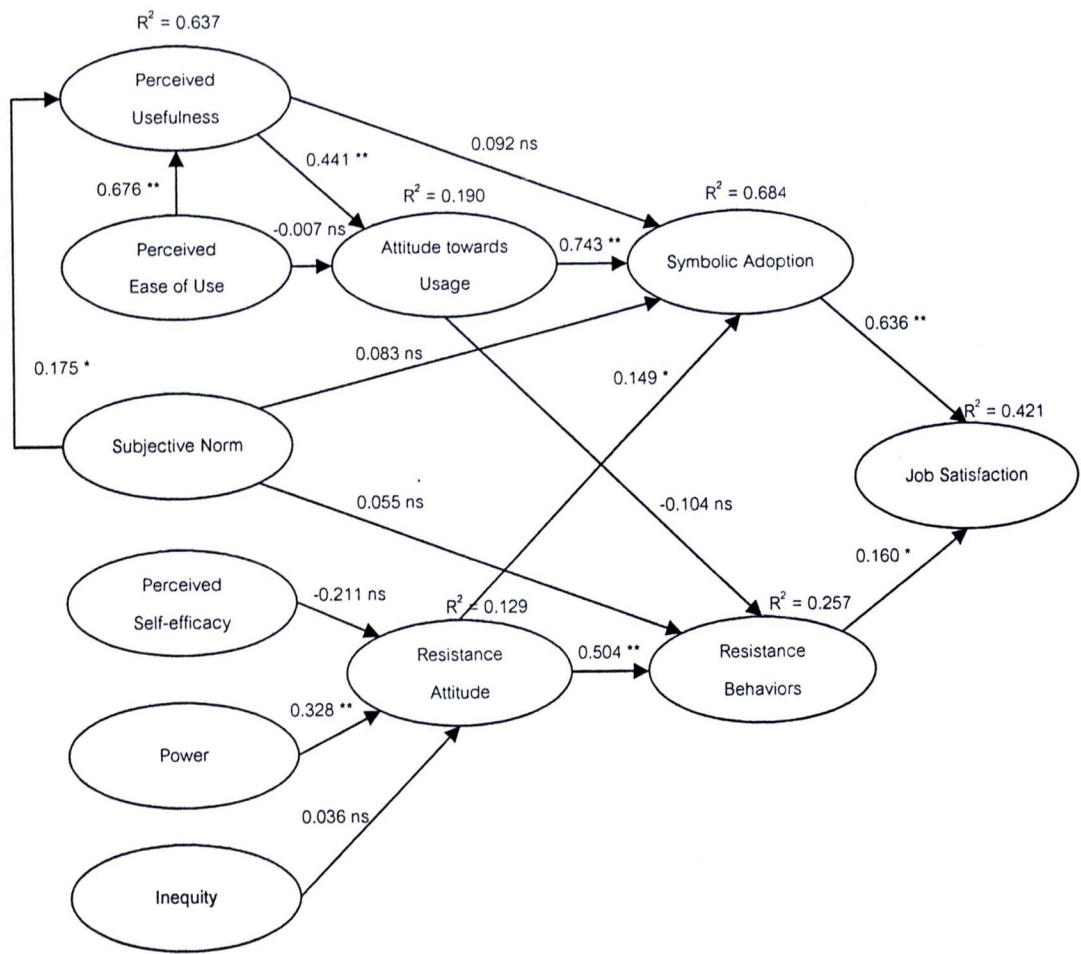 R² = 0.637
Perceived
Usefulness
0.092 ns
0.441 **
0.676 **
R² = 0.190
R² = 0.684
-0.007 ns
Perceived
Ease of Use
Attitude towards
Usage
0.743 **
Symbolic Adoption
0.636 **
0.083 ns
0.175 *
0.149 *
R² = 0.421
Subjective Norm
Job Satisfaction
0.055 ns
-0.104 ns
0.160 *
Perceived
Self-efficacy
-0.211 ns
R² = 0.129
R² = 0.257
Resistance
Attitude
0.504 **
Resistance
Behaviors
0.328 **
Power
0.036 ns
Inequity